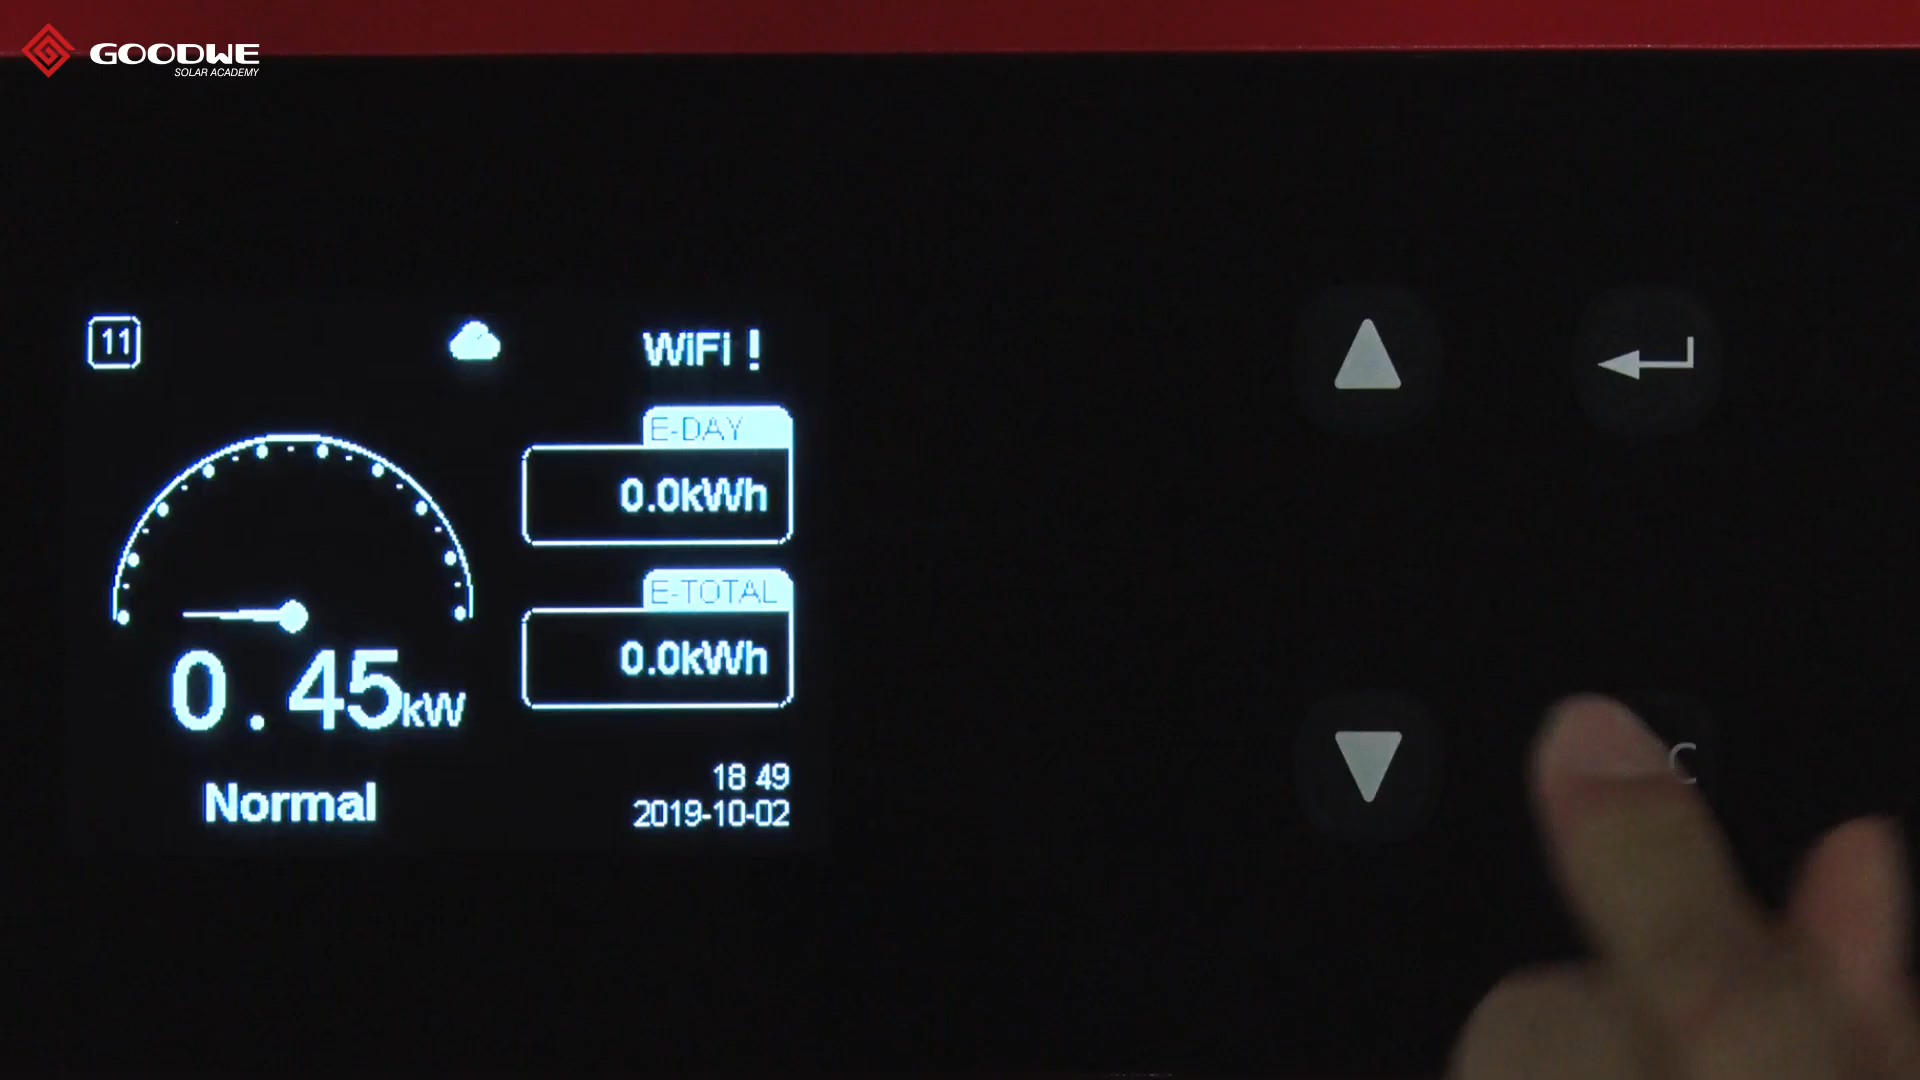 GOODWE
SOLAR ACADEMY
11
WiFi !
E-DAY
0.0kWh
E-TOTAL
0.0kWh
0.45kW
Normal
18 49
2019-10-02
C